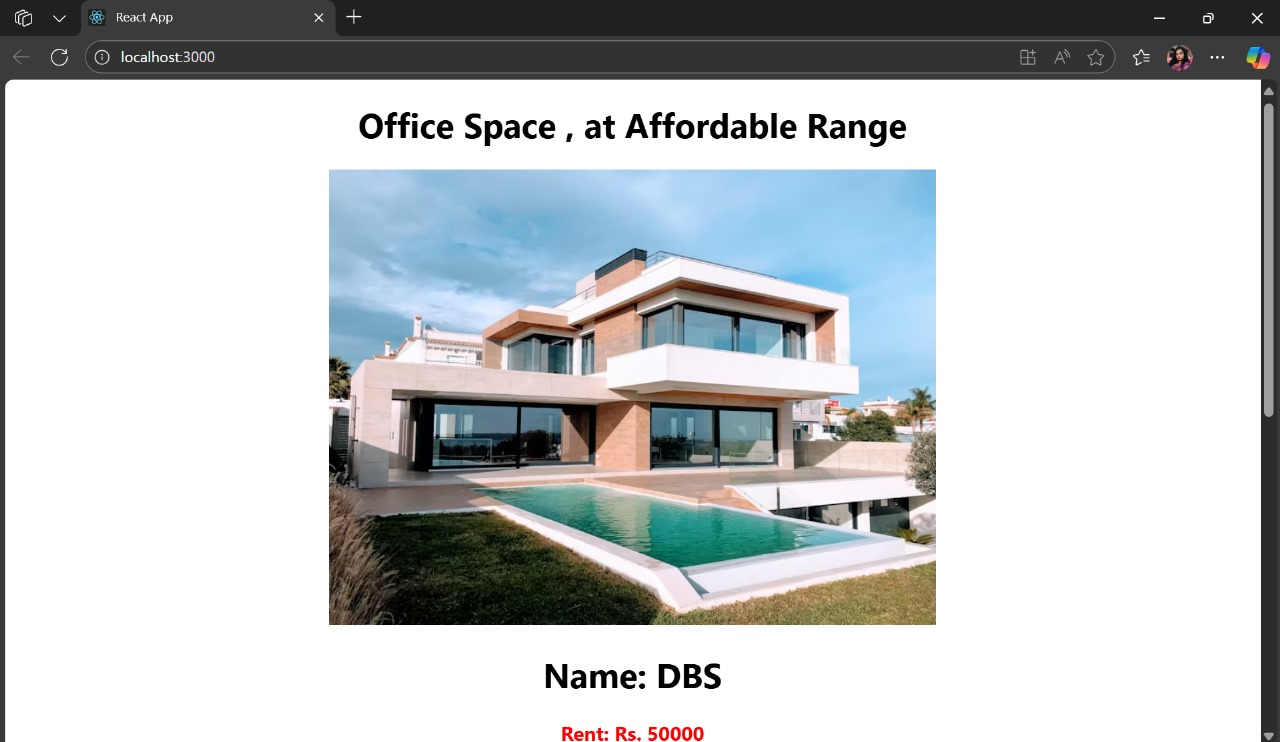 React App
localhost:3000
Office Space , at Affordable Range
Name: DBS
Rent: Rs. 50000